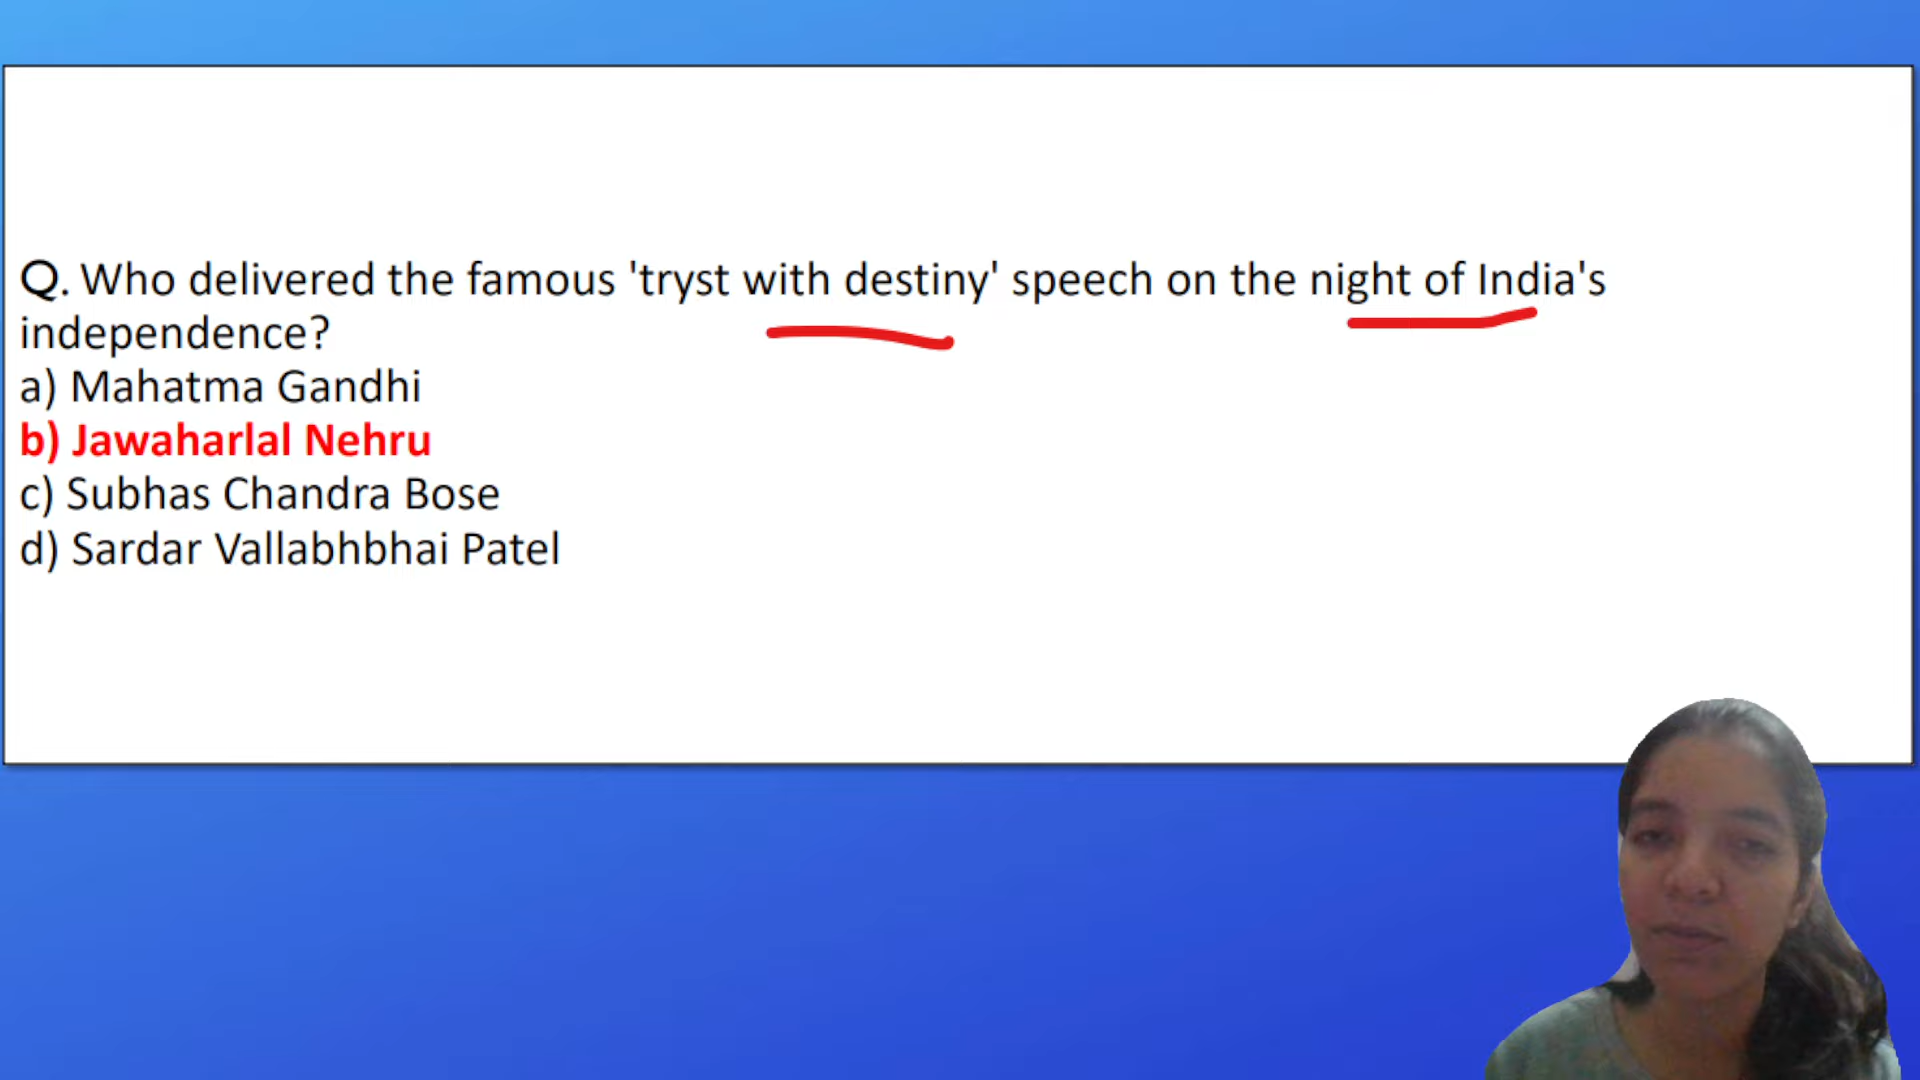 Q. Who delivered the famous 'tryst with destiny' speech on the night of India's
independence?
a) Mahatma Gandhi
b) Jawaharlal Nehru
c) Subhas Chandra Bose
d) Sardar Vallabhbhai Patel